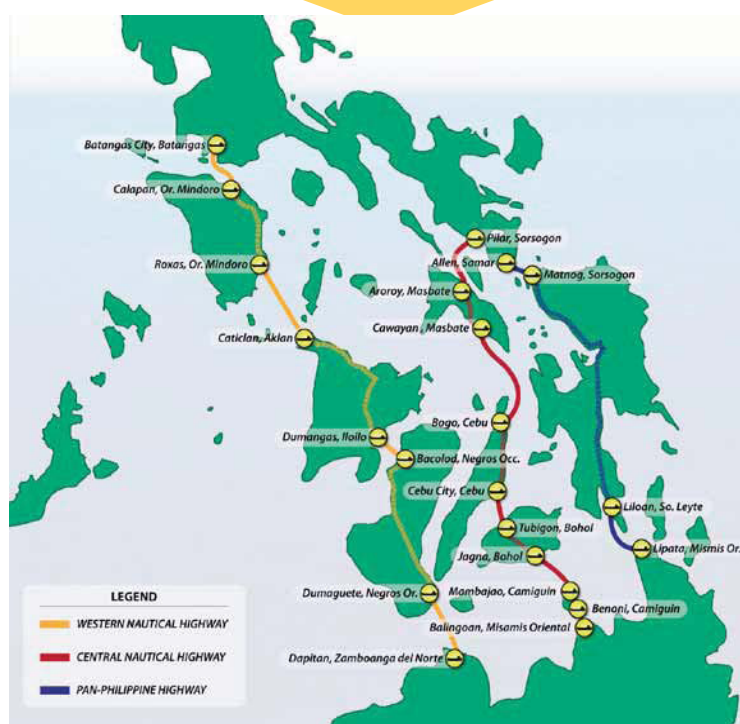 Batangas City, Batangas
Calapan, Or. Mindoro
Roxas, Or. Mindoro
Pilar, Sorsogon
Allen, Samar
Matnog, Sorsogon
Aroroy, Masbate
Cawayan, Masbate
Caticlan, Aklan
Bogo, Cebu
Dumangas, Iloilo
Bacolod, Negros Occ.
Cebu City, Cebu
Liloan, So. Leyte
Tubigon, Bohol
Lipata, Mismis Or.
Jagna, Bohol
Mambajao, Camiguin
Dumaguete, Negros Or.
Benoni, Camiguin
Balingoan, Misamis Oriental
Dapitan, Zamboanga del Norte
LEGEND
WESTERN NAUTICAL HIGHWAY
CENTRAL NAUTICAL HIGHWAY
PAN-PHILIPPINE HIGHWAY